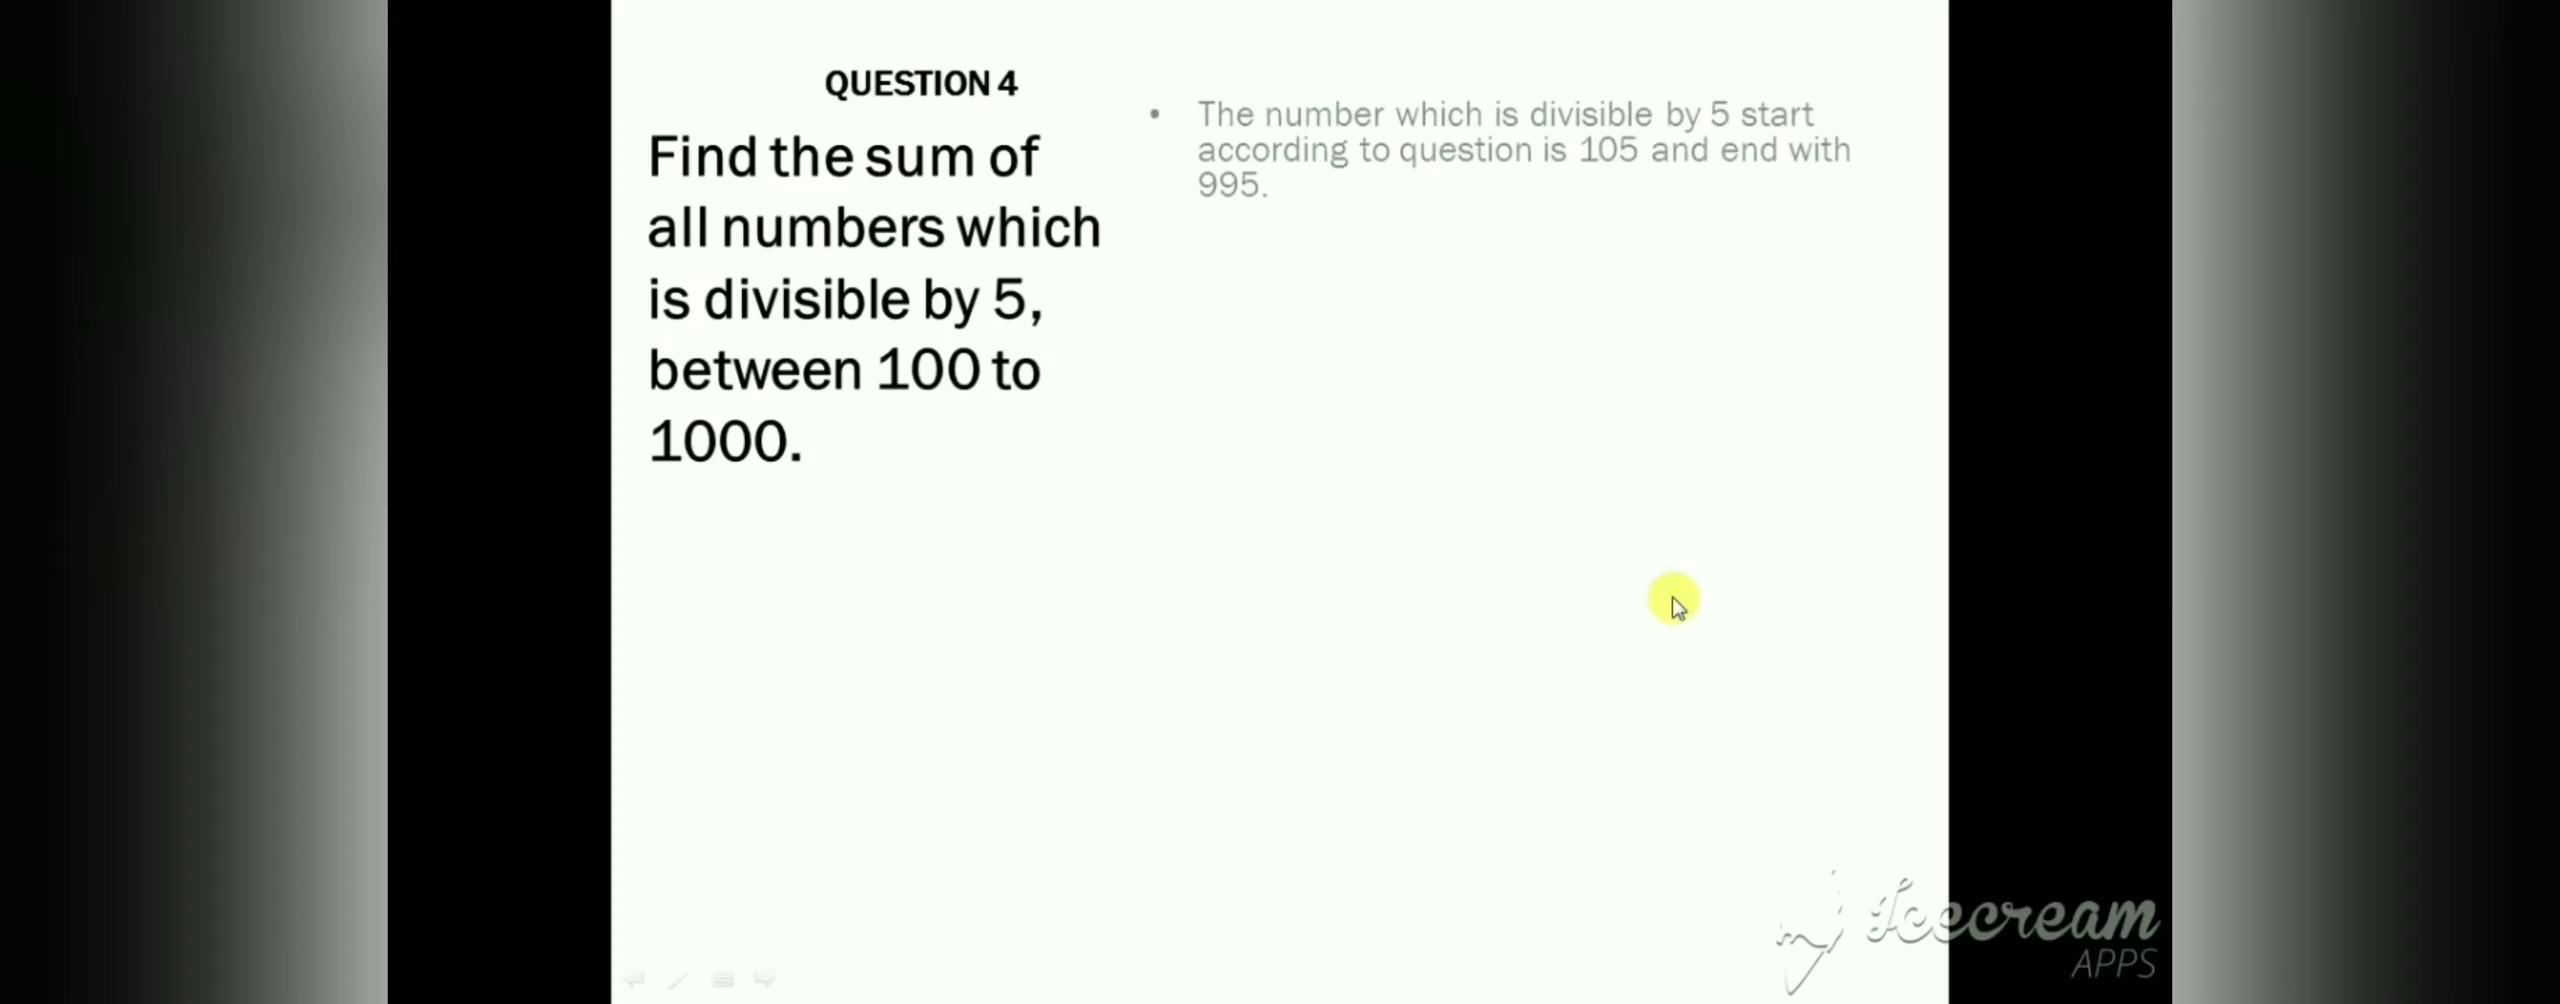 QUESTION 4
Find the sum of
all numbers which
is divisible by 5,
between 100 to
1000.
• The number which is divisible by 5 start
according to question is 105 and end with
995.
Icecream
APPS